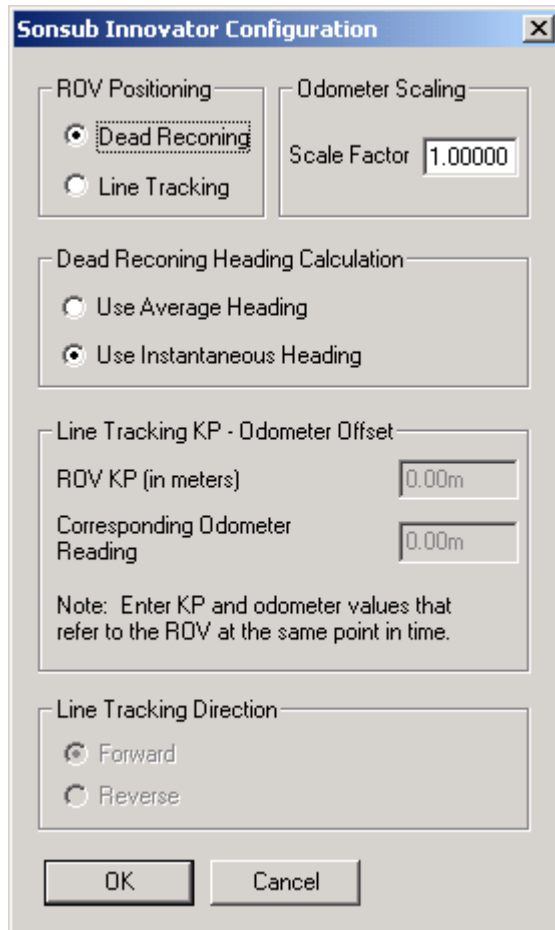 Sonsub Innovator Configuration
ROV Positioning
Dead Reconing
Line Tracking
Odometer Scaling
Scale Factor 1.00000
Dead Reconing Heading Calculation
Use Average Heading
Use Instantaneous Heading
Line Tracking KP - Odometer Offset
ROV KP (in meters) 0.00m
Corresponding Odometer
Reading 0.00m
Note: Enter KP and odometer values that
refer to the ROV at the same point in time.
Line Tracking Direction
Forward
Reverse
OK Cancel